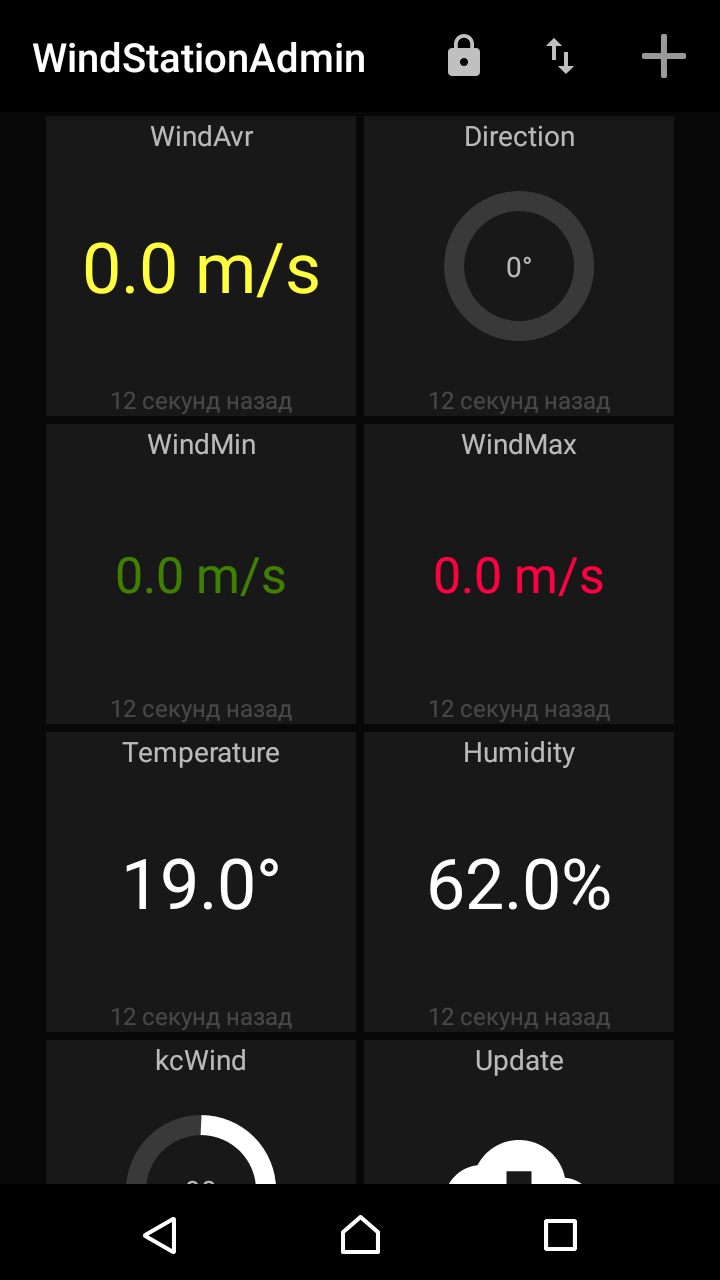 WindStationAdmin
WindAvr
Direction
0.0 m/s
0°
12 секунд назад
12 секунд назад
WindMin
WindMax
0.0 m/s
0.0 m/s
12 секунд назад
12 секунд назад
Temperature
Humidity
19.0°
62.0%
12 секунд назад
12 секунд назад
kcWind
Update